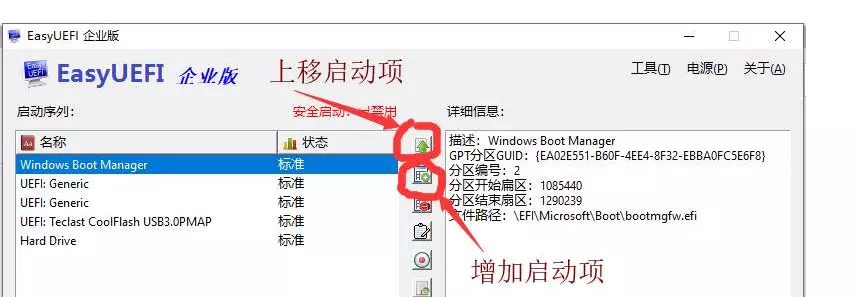 EasyUEFI 企业版
EasyUEFI 企业版
上移启动项
工具(T) 电源(P) 关于(A)
启动序列:
安全启动: 已禁用
详细信息:
名称 状态
Windows Boot Manager 标准
UEFI: Generic 标准
UEFI: Generic 标准
UEFI: Teclast CoolFlash USB3.0PMAP 标准
Hard Drive 标准
描述: Windows Boot Manager
GPT分区GUID: {EA02E551-B60F-4EE4-8F32-EBBA0FC5E6F8}
分区编号: 2
分区开始扇区: 1085440
分区结束扇区: 1290239
文件路径: \EFI\Microsoft\Boot\bootmgfw.efi
增加启动项